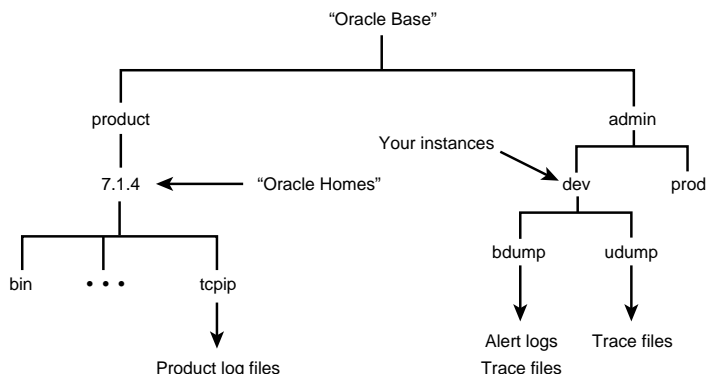 “Oracle Base”
product
admin
Your instances
7.1.4
“Oracle Homes”
dev
prod
bdump
udump
bin
• • •
tcpip
Alert logs
Trace files
Trace files
Product log files